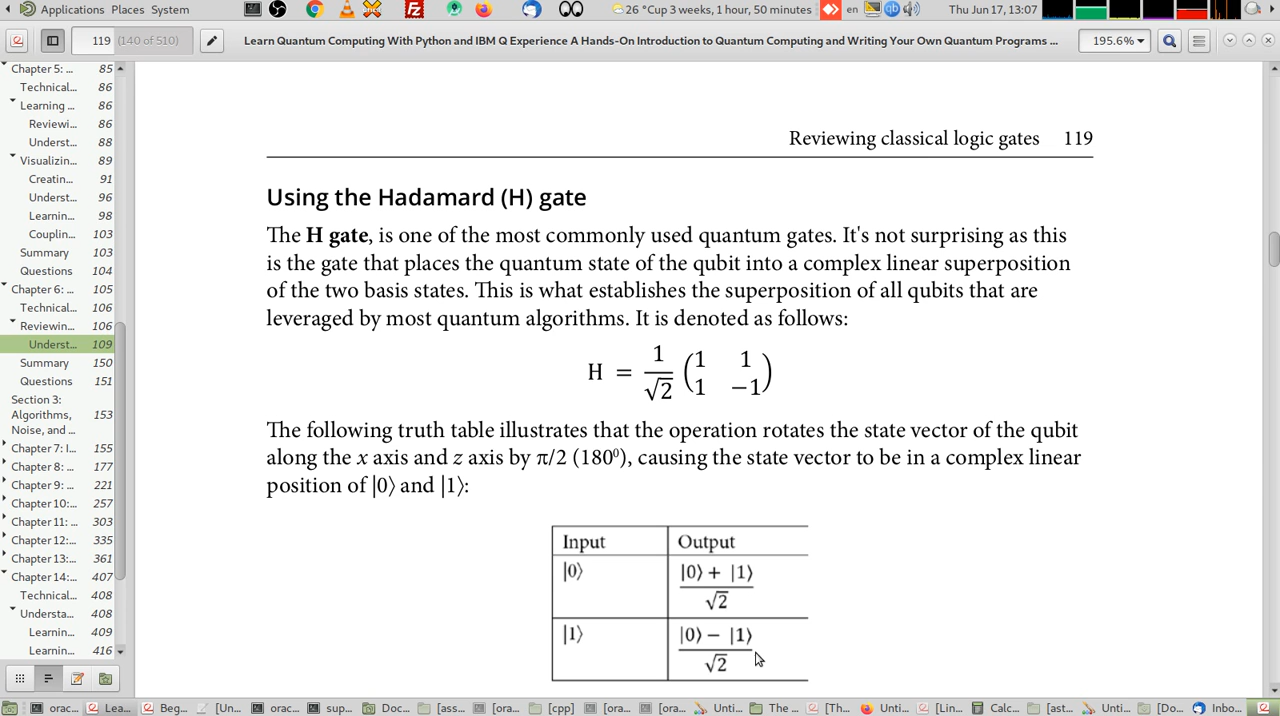 Applications Places System
26 °C up 3 weeks, 1 hour, 50 minutes en Thu Jun 17, 13:07
119 (140 of 510) Learn Quantum Computing With Python and IBM Q Experience A Hands-On Introduction to Quantum Computing and Writing Your Own Quantum Programs ... 195.6%
Chapter 5: ... 85
Technical... 86
Learning ... 86
Reviewi... 86
Underst... 88
Visualizin... 89
Creatin... 91
Underst... 96
Learnin... 98
Couplin... 103
Summary 103
Questions 104
Chapter 6: ... 105
Technical... 106
Reviewin... 106
Underst... 109
Summary 150
Questions 151
Section 3:
Algorithms, 153
Noise, and ...
Chapter 7: I... 155
Chapter 8: ... 177
Chapter 9: ... 221
Chapter 10:... 257
Chapter 11: ... 303
Chapter 12:... 335
Chapter 13:... 361
Chapter 14:... 407
Technical... 408
Understa... 408
Learnin... 409
Learnin... 416
Reviewing classical logic gates 119
Using the Hadamard (H) gate
The H gate, is one of the most commonly used quantum gates. It's not surprising as this
is the gate that places the quantum state of the qubit into a complex linear superposition
of the two basis states. This is what establishes the superposition of all qubits that are
leveraged by most quantum algorithms. It is denoted as follows:
H = 1/√2 (1 1
1 −1)
The following truth table illustrates that the operation rotates the state vector of the qubit
along the x axis and z axis by π/2 (180⁰), causing the state vector to be in a complex linear
position of |0⟩ and |1⟩:
Input Output
|0⟩ |0⟩ + |1⟩
√2
|1⟩ |0⟩ − |1⟩
√2
orac... Lea... Beg... [Un... orac... sup... Doc... [ass... [ora... [cpp] [ora... [ora... Unti... The ... [Th... Unti... [Lin... Calc... [ast... Unti... [Do... Inbo...